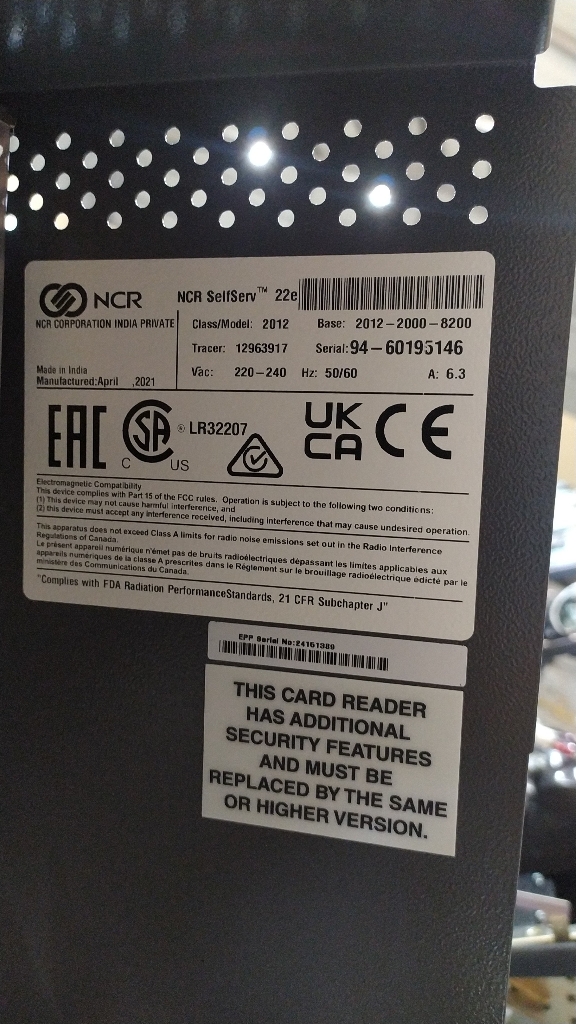 NCR
NCR SelfServ™ 22e
NCR CORPORATION INDIA PRIVATE
Class/Model: 2012 Base: 2012-2000-8200
Tracer: 12963917 Serial: 94-60195146
Made in India
Manufactured:April ,2021
Vac: 220-240 Hz: 50/60 A: 6.3
EAC
SA
C US
® LR32207
UK
CA
CE
Electromagnetic Compatibility
This device complies with Part 15 of the FCC rules. Operation is subject to the following two conditions:
(1) This device may not cause harmful interference, and
(2) this device must accept any interference received, including interference that may cause undesired operation.
This apparatus does not exceed Class A limits for radio noise emissions set out in the Radio Interference
Regulations of Canada.
Le présent appareil numérique n'émet pas de bruits radioélectriques dépassant les limites applicables aux
appareils numériques de la classe A prescrites dans le Règlement sur le brouillage radioélectrique édicté par le
ministère des Communications du Canada.
"Complies with FDA Radiation PerformanceStandards, 21 CFR Subchapter J"
EPP Serial No:24161389
THIS CARD READER
HAS ADDITIONAL
SECURITY FEATURES
AND MUST BE
REPLACED BY THE SAME
OR HIGHER VERSION.